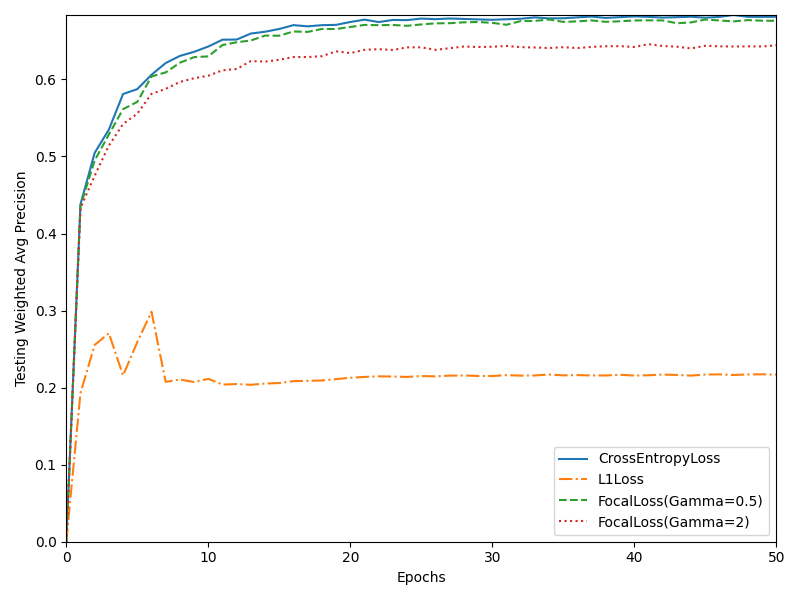 Testing Weighted Avg Precision
0.6
0.5
0.4
0.3
0.2
0.1
0.0
0 10 20 30 40 50
Epochs
CrossEntropyLoss
L1Loss
FocalLoss(Gamma=0.5)
FocalLoss(Gamma=2)